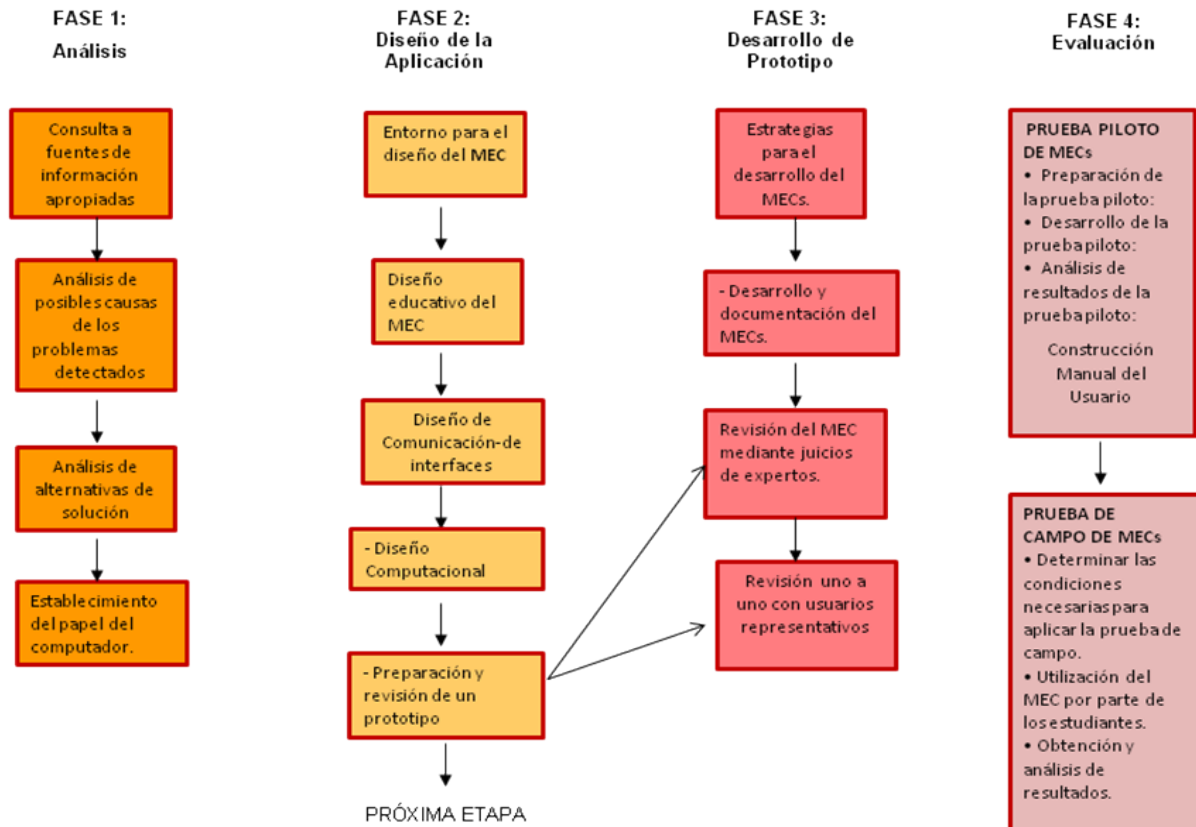 FASE 1:
Análisis
Consulta a
fuentes de
información
apropiadas
Análisis de
posibles causas
de los
problemas
detectados
Análisis de
alternativas de
solución
Establecimiento
del papel del
computador.
FASE 2:
Diseño de la
Aplicación
Entorno para el
diseño del MEC
Diseño
educativo del
MEC
Diseño de
Comunicación-de
interfaces
- Diseño
Computacional
- Preparación y
revisión de un
prototipo
PRÓXIMA ETAPA
FASE 3:
Desarrollo de
Prototipo
Estrategias
para el
desarrollo del
MECs.
- Desarrollo y
documentación del
MECs.
Revisión del MEC
mediante juicios
de expertos.
Revisión uno a
uno con usuarios
representativos
FASE 4:
Evaluación
PRUEBA PILOTO
DE MECs
• Preparación de
la prueba piloto:
• Desarrollo de la
prueba piloto:
• Análisis de
resultados de la
prueba piloto:
Construcción
Manual del
Usuario
PRUEBA DE
CAMPO DE MECs
• Determinar las
condiciones
necesarias para
aplicar la prueba de
campo.
• Utilización del
MEC por parte de
los estudiantes.
• Obtención y
análisis de
resultados.